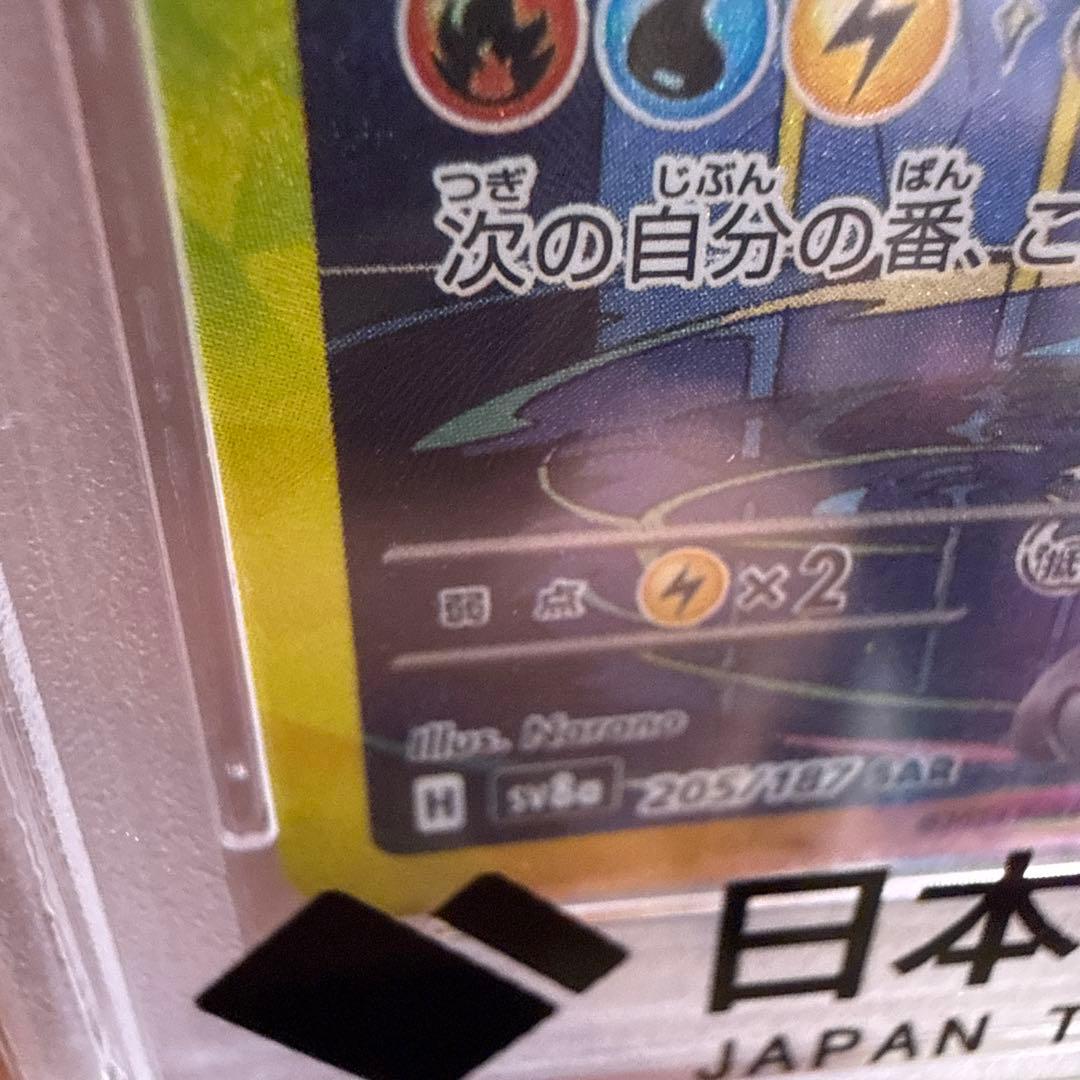 つぎ じぶん ばん
次の自分の番、こ
弱 点 ×2 抵
Illus. Narano
H SV8a 205/187 SAR
日本
JAPAN T